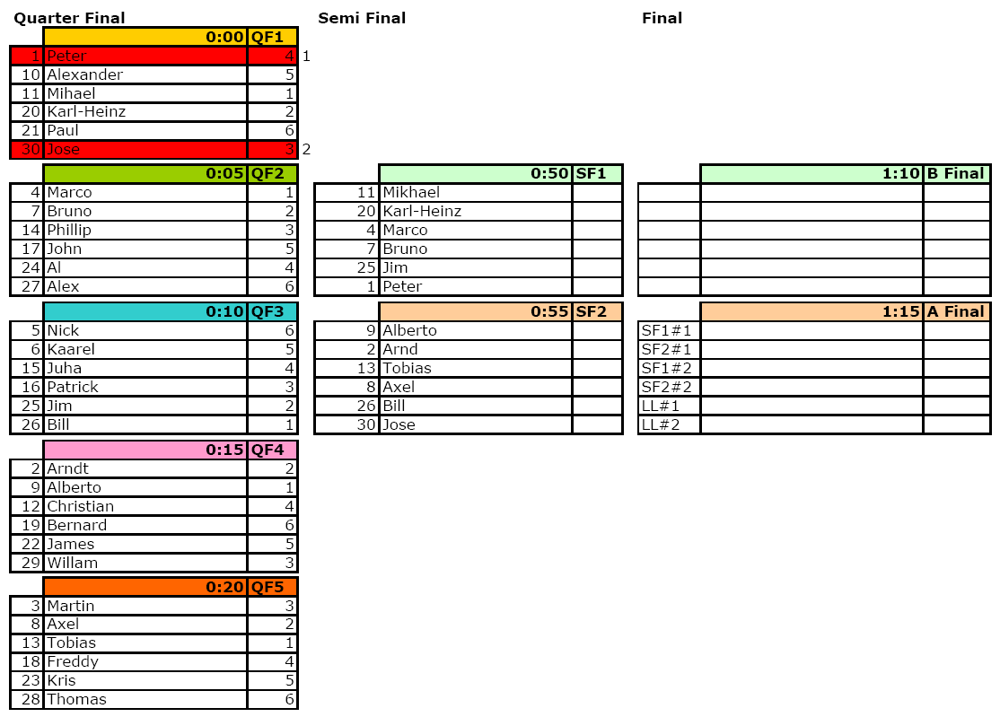 Quarter Final Semi Final Final
0:00 QF1
1 Peter 4 1
10 Alexander 5
11 Mihael 1
20 Karl-Heinz 2
21 Paul 6
30 Jose 3 2
0:05 QF2 0:50 SF1 1:10 B Final
4 Marco 1 11 Mikhael
7 Bruno 2 20 Karl-Heinz
14 Phillip 3 4 Marco
17 John 5 7 Bruno
24 Al 4 25 Jim
27 Alex 6 1 Peter
0:10 QF3 0:55 SF2 1:15 A Final
5 Nick 6 9 Alberto SF1#1
6 Kaarel 5 2 Arnd SF2#1
15 Juha 4 13 Tobias SF1#2
16 Patrick 3 8 Axel SF2#2
25 Jim 2 26 Bill LL#1
26 Bill 1 30 Jose LL#2
0:15 QF4
2 Arndt 2
9 Alberto 1
12 Christian 4
19 Bernard 6
22 James 5
29 Willam 3
0:20 QF5
3 Martin 3
8 Axel 2
13 Tobias 1
18 Freddy 4
23 Kris 5
28 Thomas 6